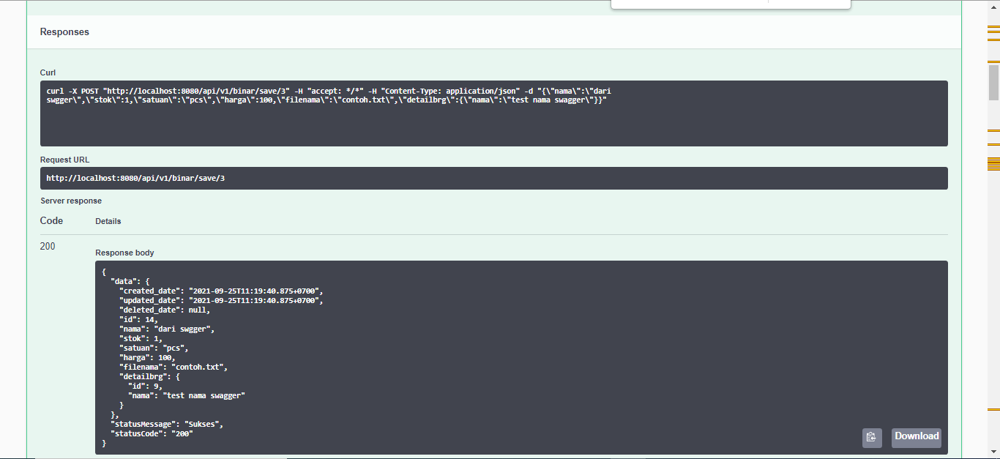 Responses
Curl
curl -X POST "http://localhost:8080/api/v1/binar/save/3" -H "accept: */*" -H "Content-Type: application/json" -d "{\"nama\":\"dari
swgger\",\"stok\":1,\"satuan\":\"pcs\",\"harga\":100,\"filenama\":\"contoh.txt\",\"detailbrg\":{\"nama\":\"test nama swagger\"}}"
Request URL
http://localhost:8080/api/v1/binar/save/3
Server response
Code Details
200
Response body
{
  "data": {
    "created_date": "2021-09-25T11:19:40.875+0700",
    "updated_date": "2021-09-25T11:19:40.875+0700",
    "deleted_date": null,
    "id": 14,
    "nama": "dari swgger",
    "stok": 1,
    "satuan": "pcs",
    "harga": 100,
    "filenama": "contoh.txt",
    "detailbrg": {
      "id": 9,
      "nama": "test nama swagger"
    }
  },
  "statusMessage": "Sukses",
  "statusCode": "200"
}
Download